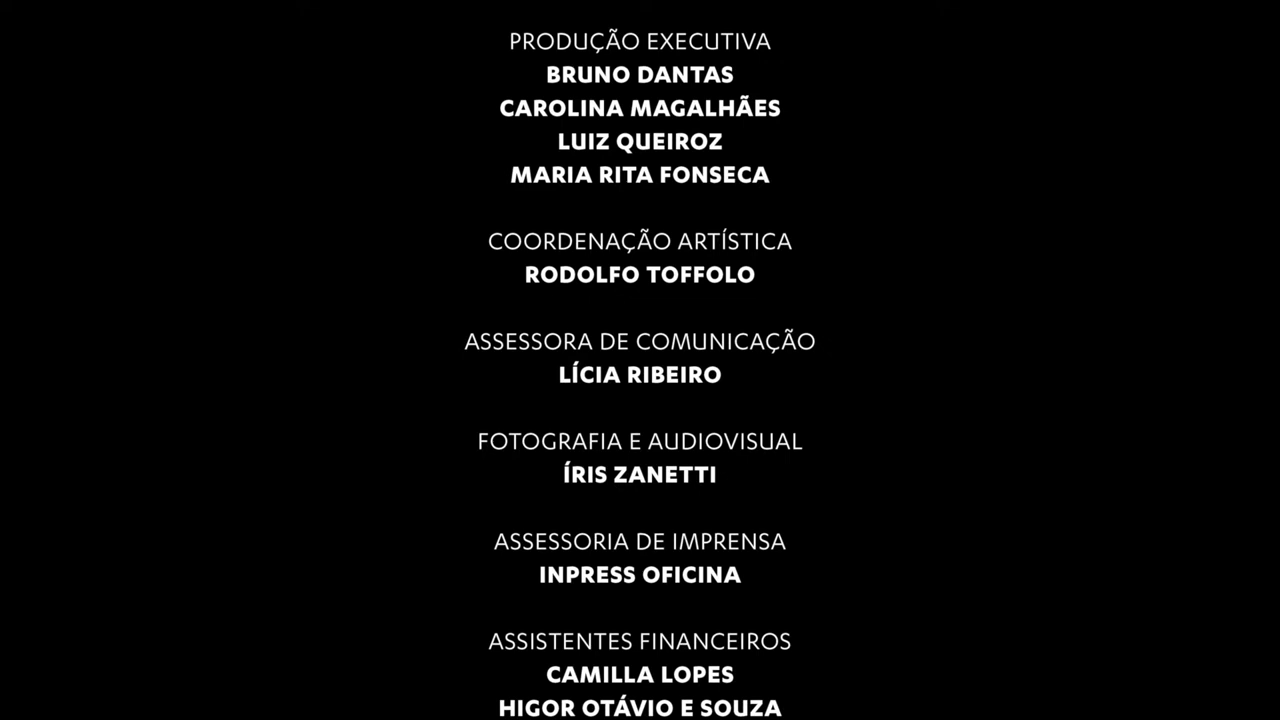 PRODUÇÃO EXECUTIVA
BRUNO DANTAS
CAROLINA MAGALHÃES
LUIZ QUEIROZ
MARIA RITA FONSECA
COORDENAÇÃO ARTÍSTICA
RODOLFO TOFFOLO
ASSESSORA DE COMUNICAÇÃO
LÍCIA RIBEIRO
FOTOGRAFIA E AUDIOVISUAL
ÍRIS ZANETTI
ASSESSORIA DE IMPRENSA
INPRESS OFICINA
ASSISTENTES FINANCEIROS
CAMILLA LOPES
HIGOR OTÁVIO E SOUZA